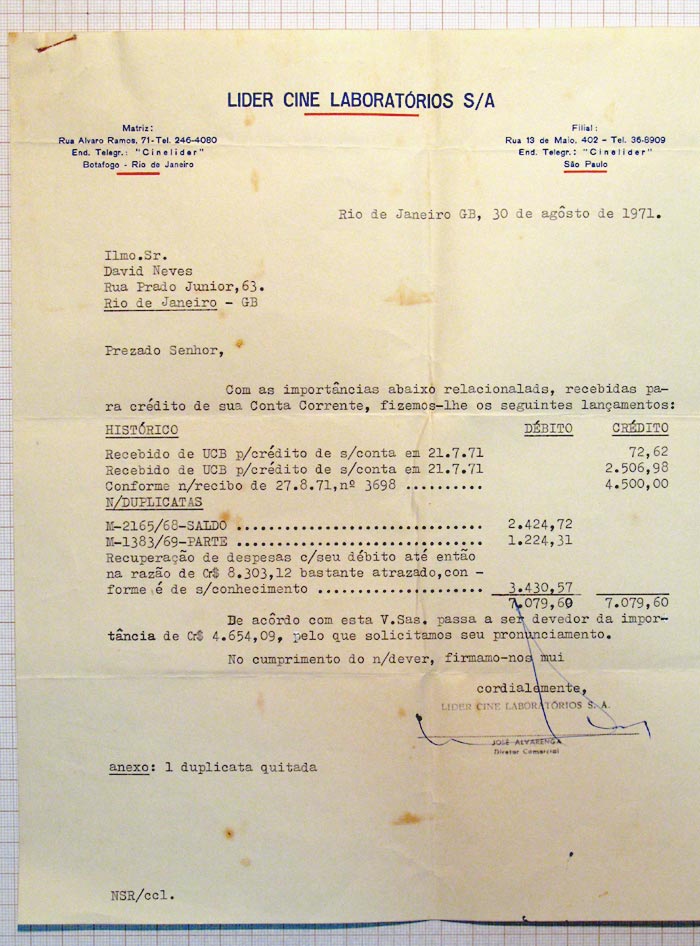 LIDER CINE LABORATÓRIOS S/A
Matriz:
Rua Alvaro Ramos, 71 - Tel. 246-4080
End. Telegr.: "Cinelider"
Botafogo - Rio de Janeiro
Filial:
Rua 13 de Maio, 402 - Tel. 36-8909
End. Telegr.: "Cinelider"
São Paulo
Rio de Janeiro GB, 30 de agôsto de 1971.
Ilmo.Sr.
David Neves
Rua Prado Junior,63.
Rio de Janeiro - GB
Prezado Senhor,
Com as importâncias abaixo relacionalads, recebidas pa-
ra crédito de sua Conta Corrente, fizemos-lhe os seguintes lançamentos:
HISTÓRICO DÉBITO CRÉDITO
Recebido de UCB p/crédito de s/conta em 21.7.71 72,62
Recebido de UCB p/crédito de s/conta em 21.7.71 2.506,98
Conforme n/recibo de 27.8.71,nº 3698 .......... 4.500,00
N/DUPLICATAS
M-2165/68-SALDO ............................... 2.424,72
M-1383/69-PARTE ............................... 1.224,31
Recuperação de despesas c/seu débito até então
na razão de Cr$ 8.303,12 bastante atrazado,con -
forme é de s/conhecimento ..................... 3.430,57
7.079,60 7.079,60
De acôrdo com esta V.Sas. passa a ser devedor da impor-
tância de Cr$ 4.654,09, pelo que solicitamos seu pronunciamento.
No cumprimento do n/dever, firmamo-nos mui
cordialemente,
LIDER CINE LABORATÓRIOS S. A.
JOSÉ ALVARENGA
Diretor Comercial
anexo: 1 duplicata quitada
NSR/ccl.